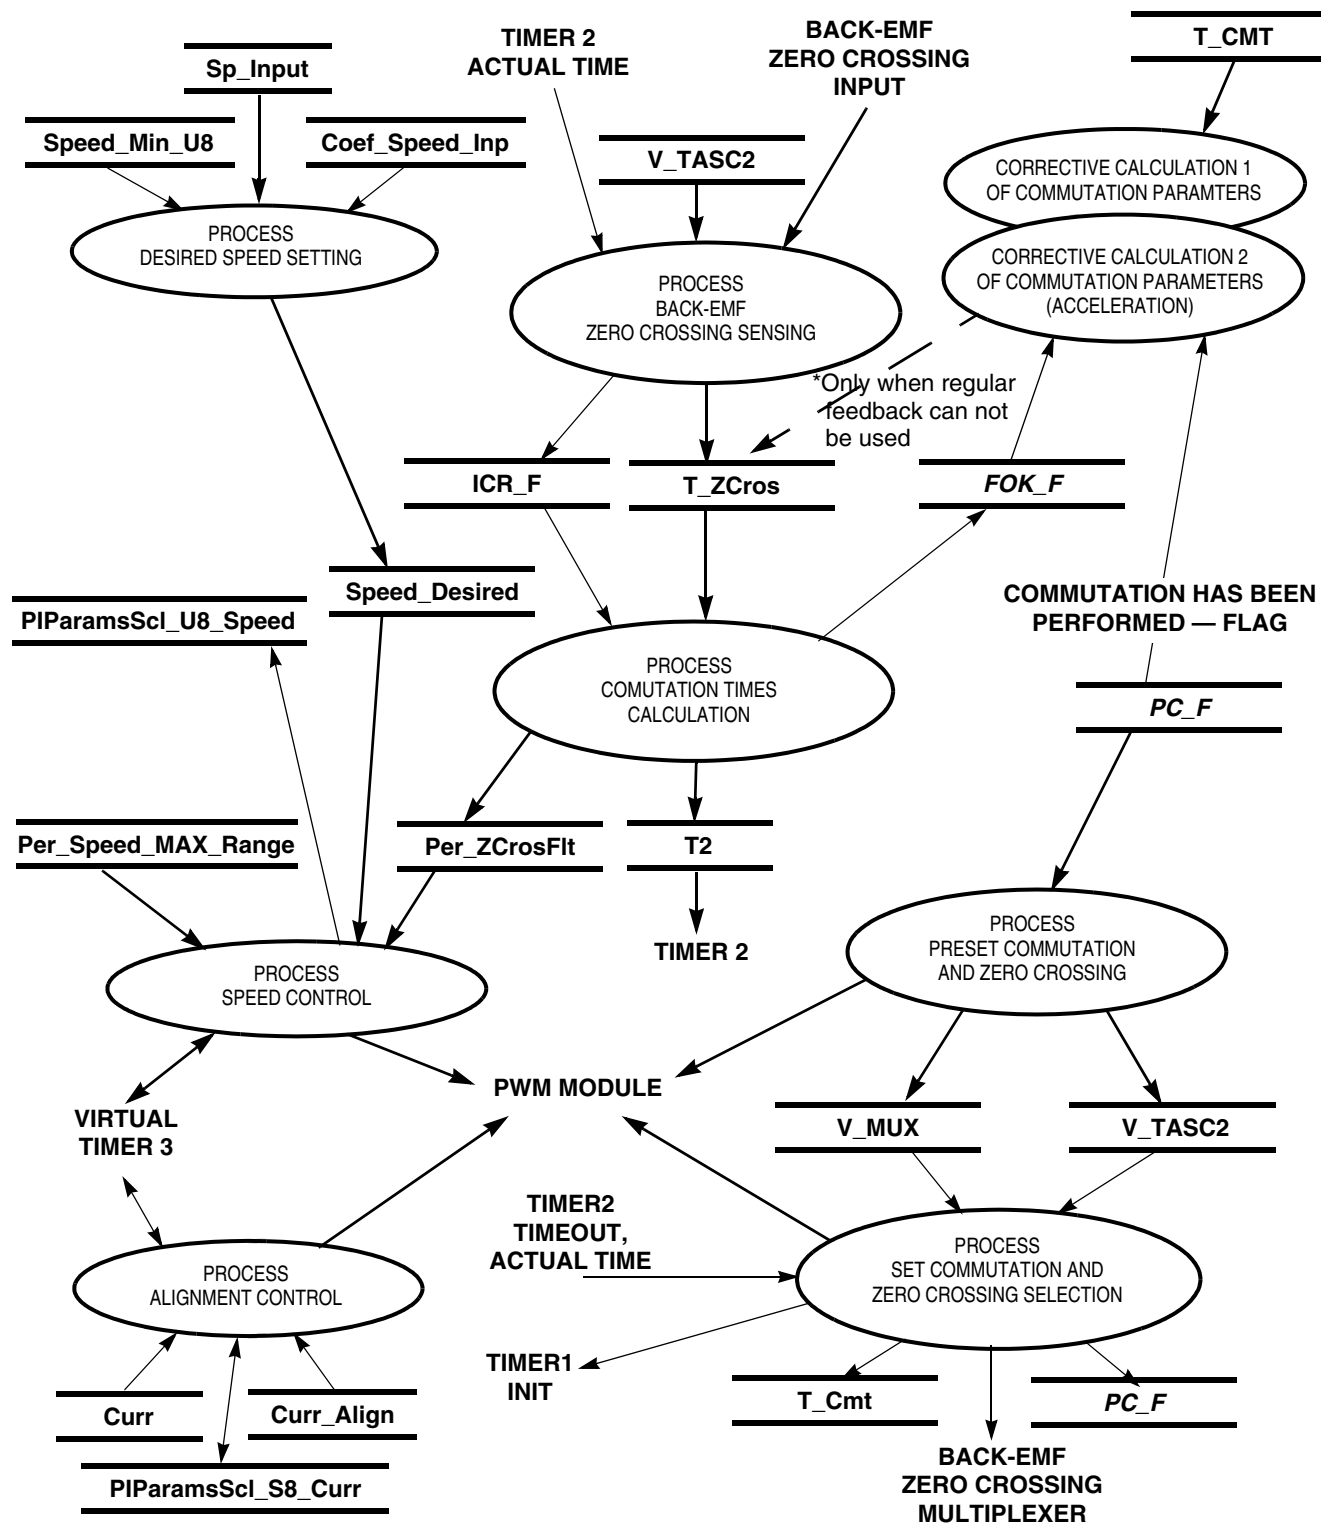 T_CMT
TIMER 2
ACTUAL TIME
BACK-EMF
ZERO CROSSING
INPUT
Sp_Input
Speed_Min_U8
Coef_Speed_Inp
V_TASC2
CORRECTIVE CALCULATION 1
OF COMMUTATION PARAMTERS
PROCESS
DESIRED SPEED SETTING
CORRECTIVE CALCULATION 2
OF COMMUTATION PARAMETERS
(ACCELERATION)
PROCESS
BACK-EMF
ZERO CROSSING SENSING
*Only when regular
feedback can not
be used
ICR_F
T_ZCros
FOK_F
Speed_Desired
PIParamsScl_U8_Speed
COMMUTATION HAS BEEN
PERFORMED — FLAG
PROCESS
COMUTATION TIMES
CALCULATION
PC_F
Per_Speed_MAX_Range
Per_ZCrosFlt
T2
TIMER 2
PROCESS
PRESET COMMUTATION
AND ZERO CROSSING
PROCESS
SPEED CONTROL
PWM MODULE
VIRTUAL
TIMER 3
V_MUX
V_TASC2
TIMER2
TIMEOUT,
ACTUAL TIME
PROCESS
SET COMMUTATION AND
ZERO CROSSING SELECTION
PROCESS
ALIGNMENT CONTROL
TIMER1
INIT
T_Cmt
PC_F
Curr
Curr_Align
BACK-EMF
ZERO CROSSING
MULTIPLEXER
PIParamsScl_S8_Curr